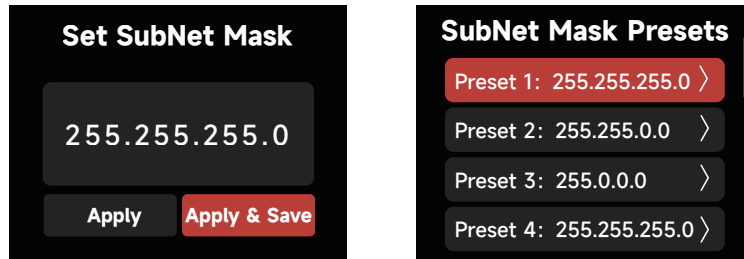 Set SubNet Mask
255.255.255.0
Apply
Apply & Save
SubNet Mask Presets
Preset 1: 255.255.255.0
Preset 2: 255.255.0.0
Preset 3: 255.0.0.0
Preset 4: 255.255.255.0